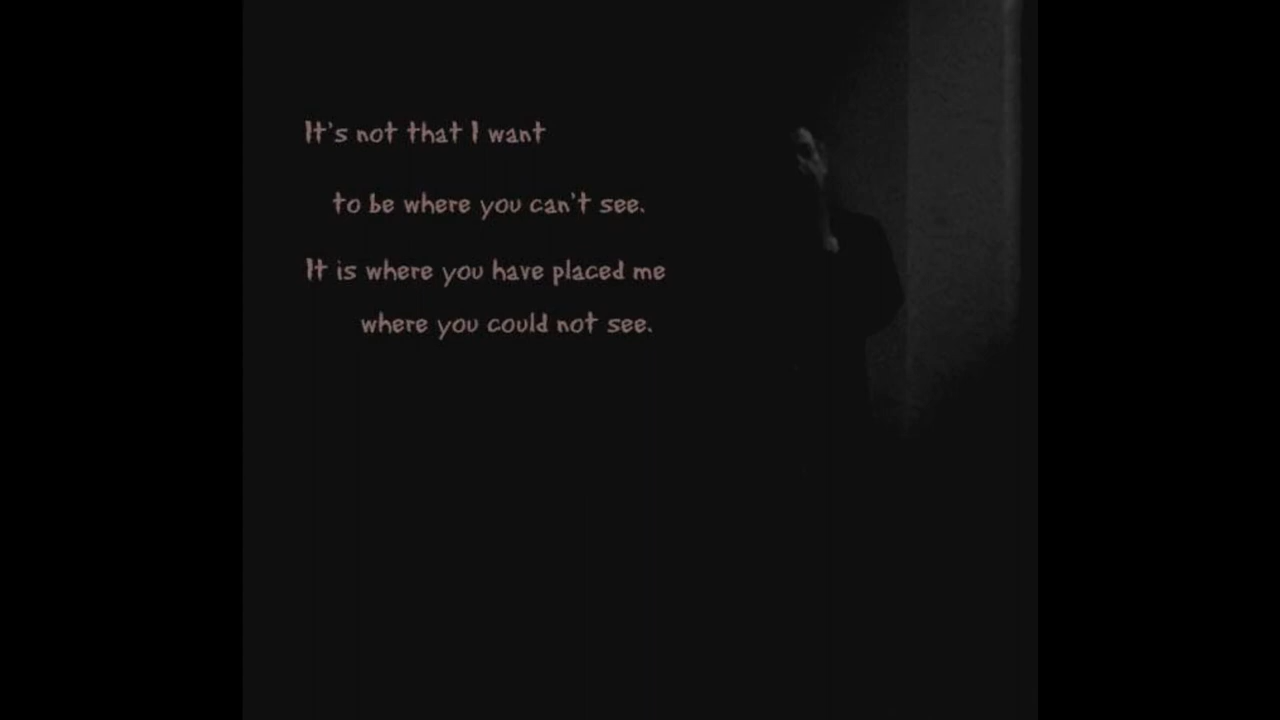 It's not that I want
to be where you can't see.
It is where you have placed me
where you could not see.